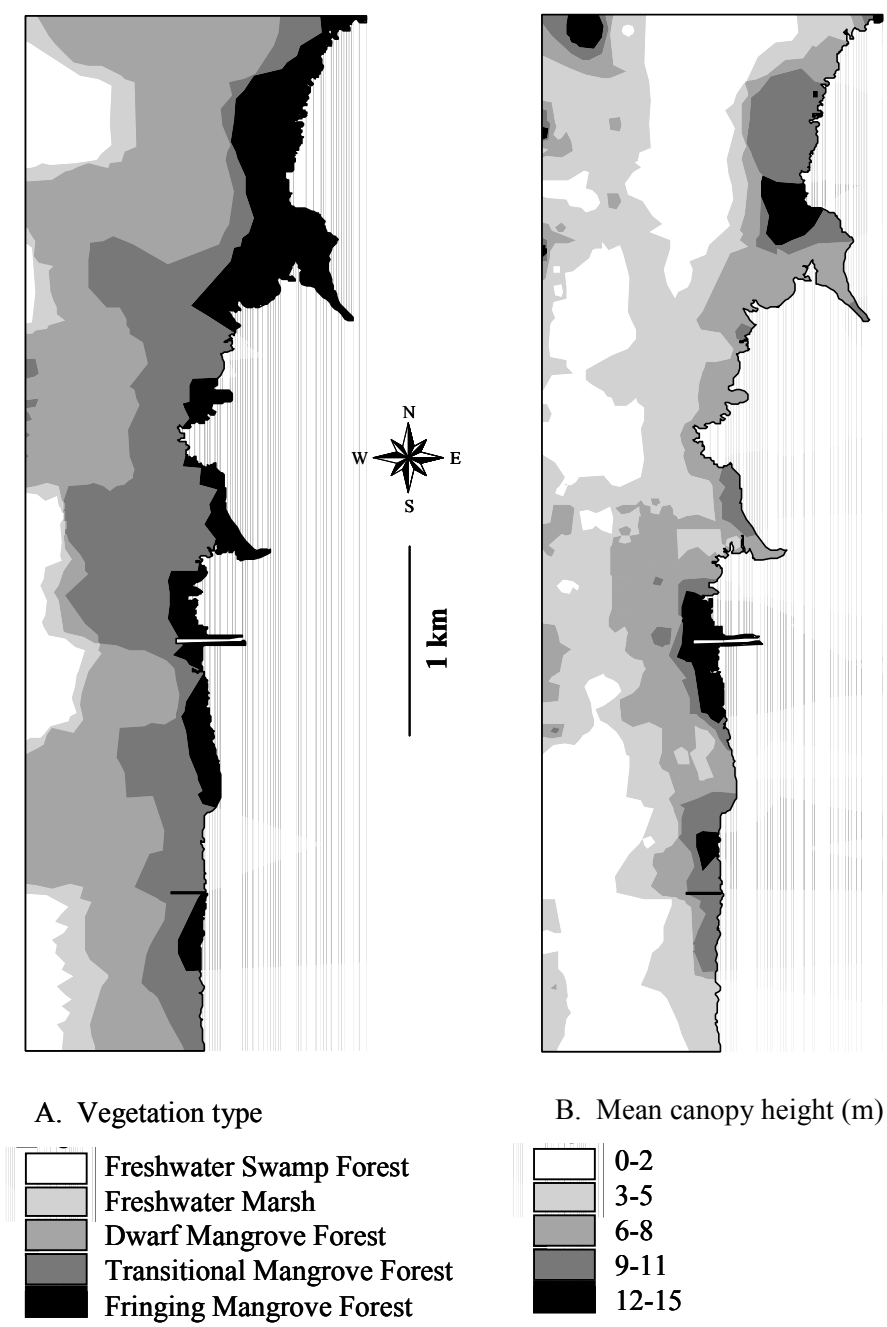 N
W E
S
1 km
A. Vegetation type
Freshwater Swamp Forest
Freshwater Marsh
Dwarf Mangrove Forest
Transitional Mangrove Forest
Fringing Mangrove Forest
B. Mean canopy height (m)
0-2
3-5
6-8
9-11
12-15